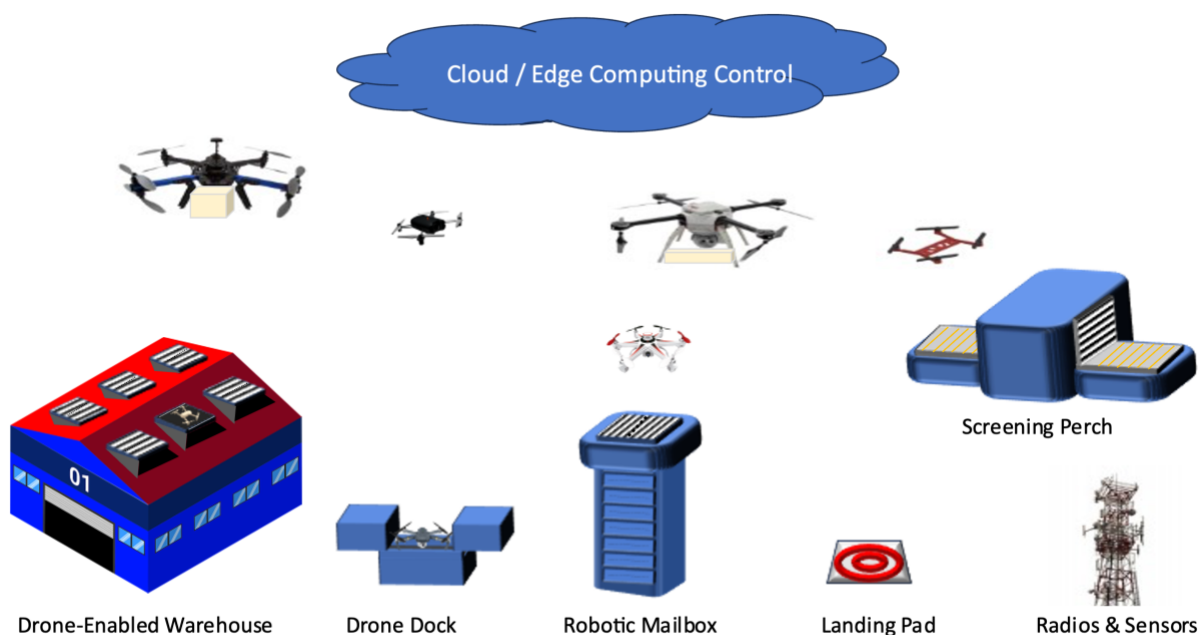 Cloud / Edge Computing Control
Screening Perch
01
Drone-Enabled Warehouse
Drone Dock
Robotic Mailbox
Landing Pad
Radios & Sensors